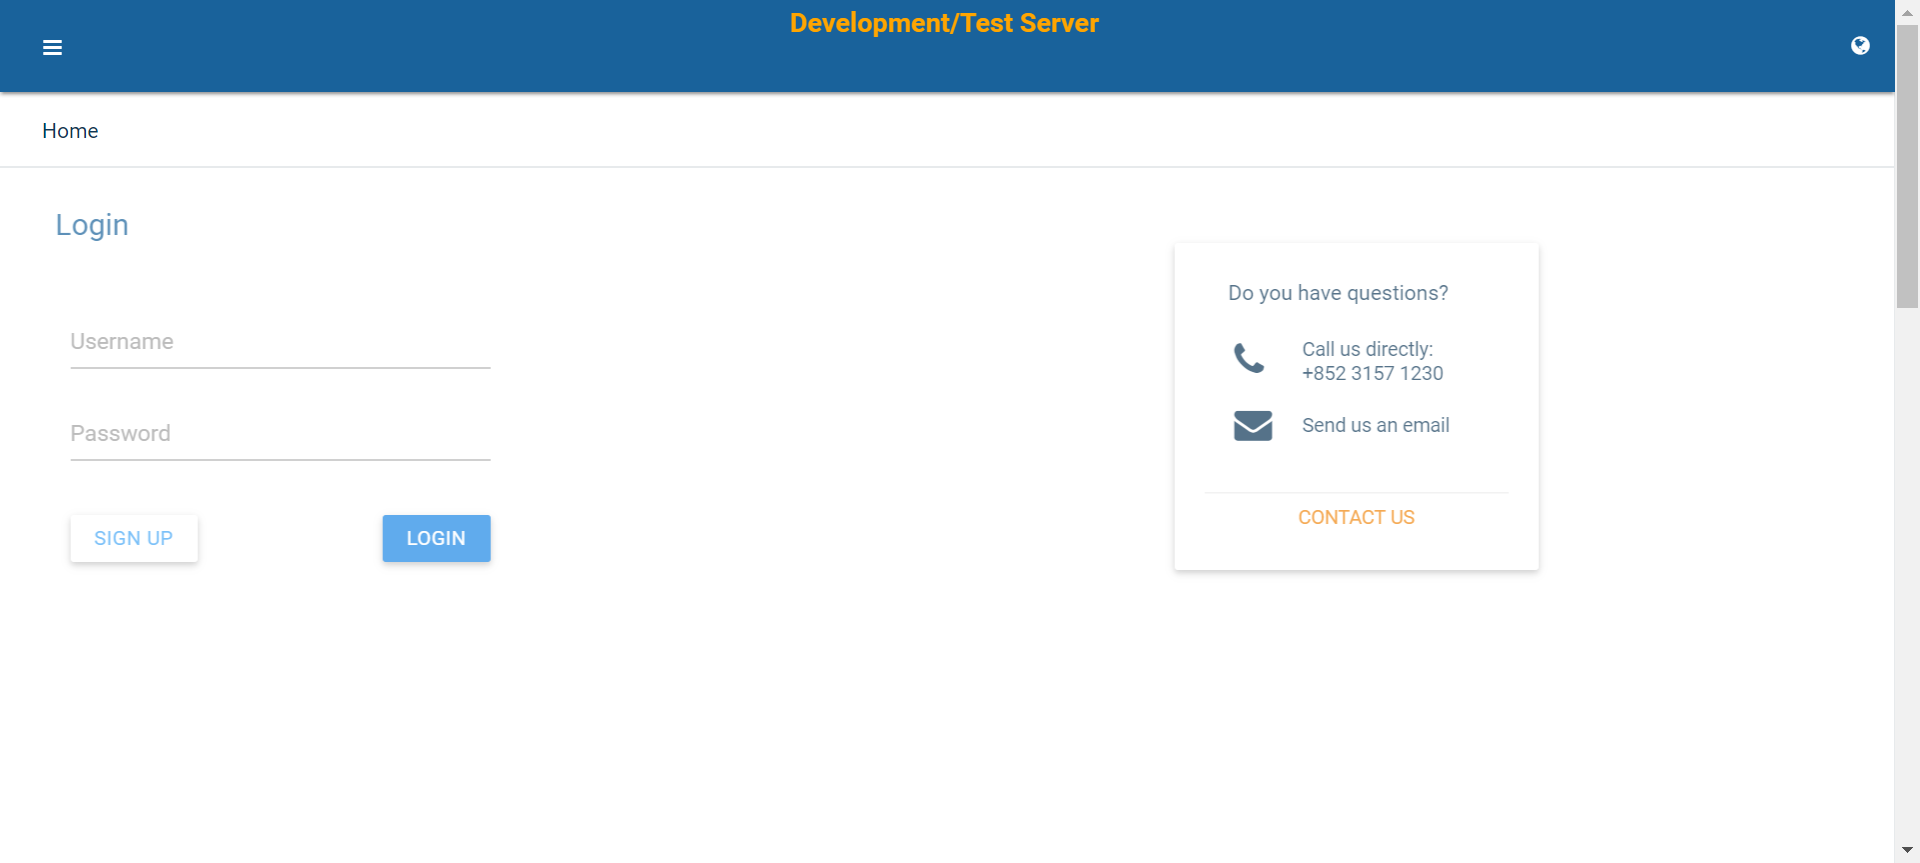 Development/Test Server
Home
Login
Username
Password
SIGN UP
LOGIN
Do you have questions?
Call us directly:
+852 3157 1230
Send us an email
CONTACT US